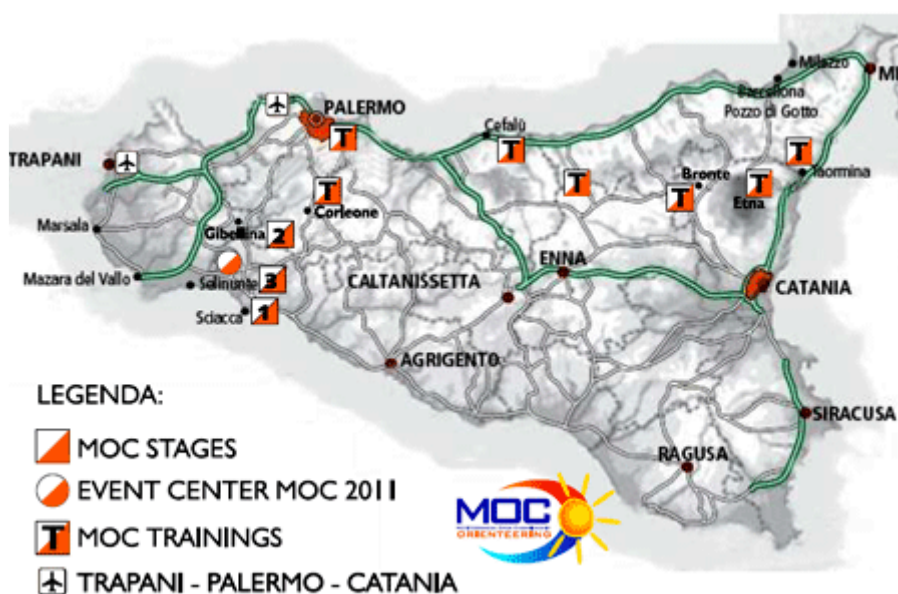 Milazzo
ME
Barcellona
Pozzo di Gotto
PALERMO
T
Cefalù
T
T
TRAPANI
T
Taormina
T
Bronte
T
Etna
T
Corleone
Marsala
Gibellina
2
ENNA
Mazara del Vallo
Selinunte
3
CALTANISSETTA
CATANIA
Sciacca
1
AGRIGENTO
SIRACUSA
RAGUSA
LEGENDA:
MOC STAGES
EVENT CENTER MOC 2011
T MOC TRAININGS
TRAPANI - PALERMO - CATANIA
MOC
ORIENTEERING